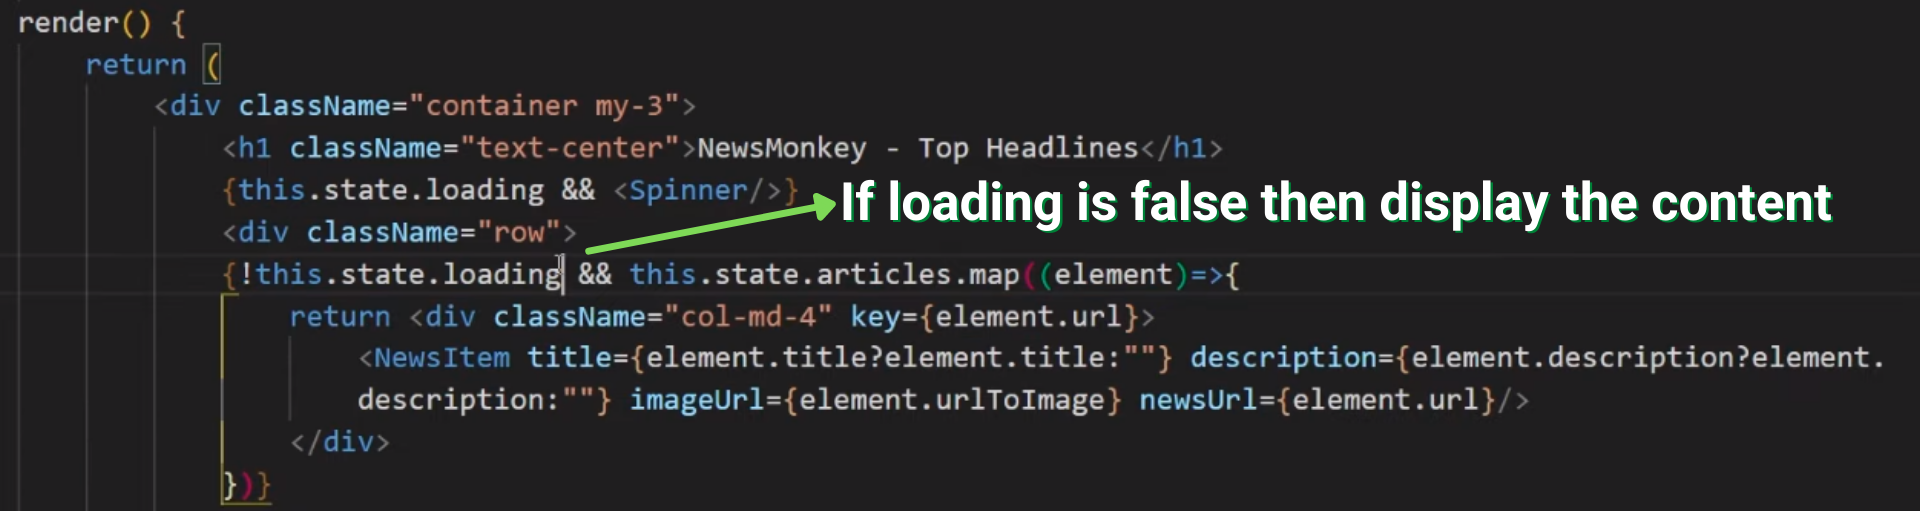 render() {
return (
<div className="container my-3">
<h1 className="text-center">NewsMonkey - Top Headlines</h1>
{this.state.loading && <Spinner/>}
If loading is false then display the content
<div className="row">
{!this.state.loading && this.state.articles.map((element)=>{
return <div className="col-md-4" key={element.url}>
<NewsItem title={element.title?element.title:""} description={element.description?element.
description:""} imageUrl={element.urlToImage} newsUrl={element.url}/>
</div>
})}